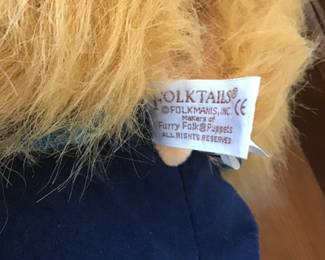 FOLKTAILS®
© FOLKMANIS, INC. CE
Makers of
Furry Folk® Puppets
ALL RIGHTS RESERVED